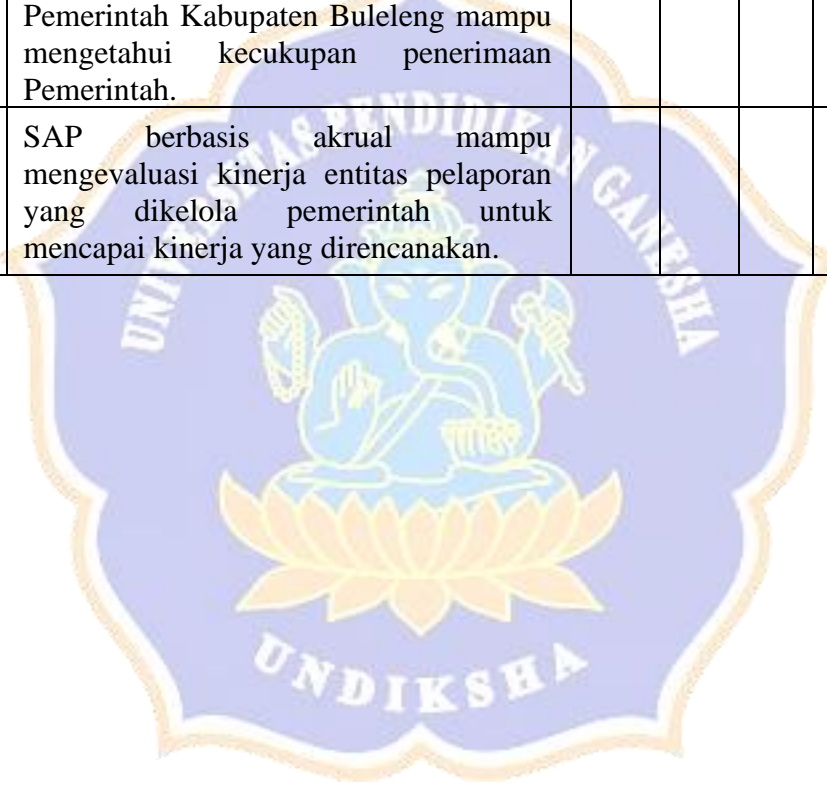 Pemerintah Kabupaten Buleleng mampu
mengetahui kecukupan penerimaan
Pemerintah.
SAP berbasis akrual mampu
mengevaluasi kinerja entitas pelaporan
yang dikelola pemerintah untuk
mencapai kinerja yang direncanakan.
UNIVERSITAS PENDIDIKAN GANESHA
UNDIKSHA